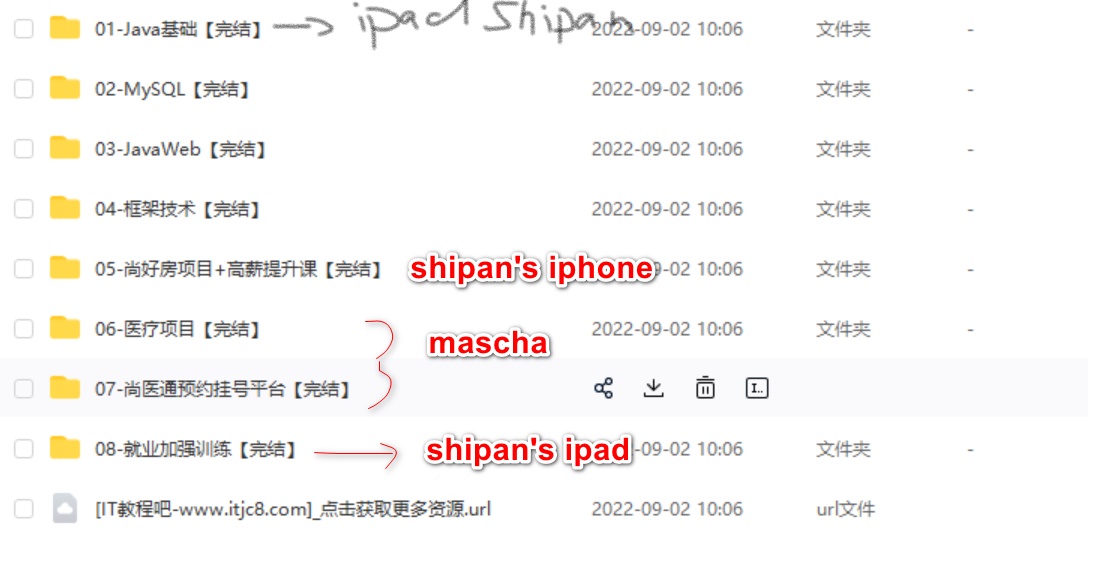 01-Java基础【完结】 ipad Shipan 2022-09-02 10:06 文件夹 -
02-MySQL【完结】 2022-09-02 10:06 文件夹 -
03-JavaWeb【完结】 2022-09-02 10:06 文件夹 -
04-框架技术【完结】 2022-09-02 10:06 文件夹 -
05-尚好房项目+高薪提升课【完结】 shipan's iphone -09-02 10:06 文件夹 -
06-医疗项目【完结】 2022-09-02 10:06 文件夹 -
mascha
07-尚医通预约挂号平台【完结】
08-就业加强训练【完结】 shipan's ipad -09-02 10:06 文件夹 -
[IT教程吧-www.itjc8.com]_点击获取更多资源.url 2022-09-02 10:06 url文件